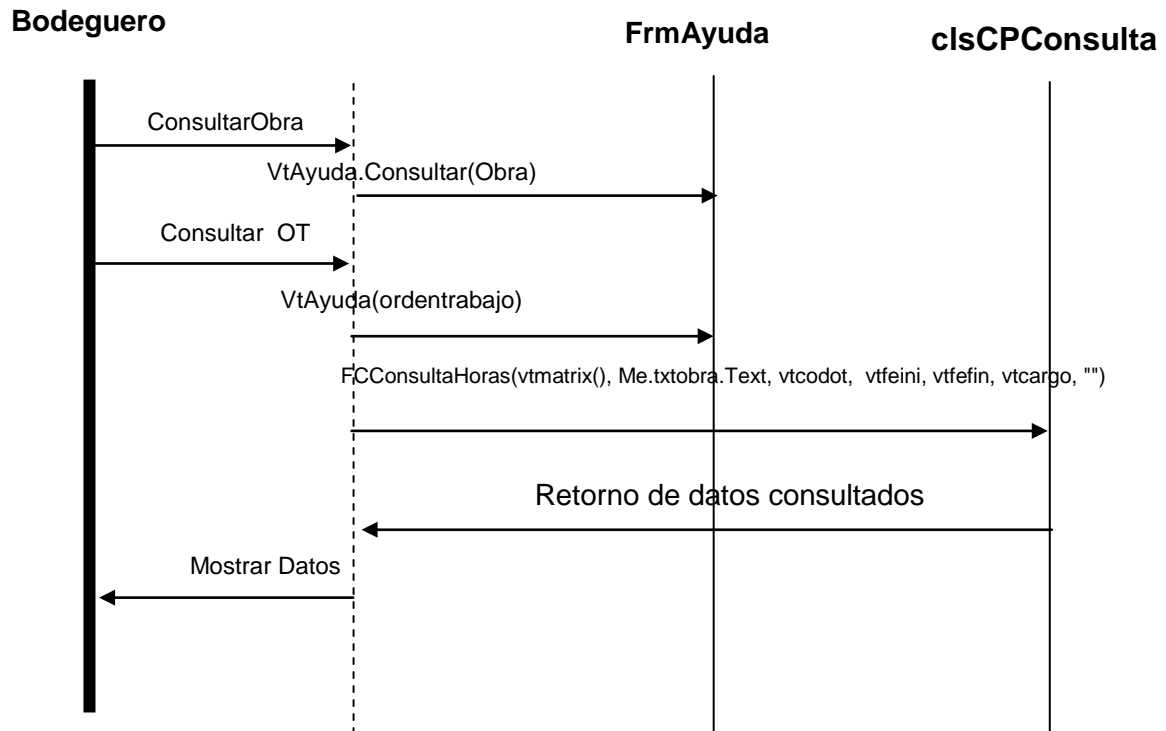 Bodeguero
FrmAyuda
clsCPConsulta
ConsultarObra
VtAyuda.Consultar(Obra)
Consultar OT
VtAyuda(ordentrabajo)
FCConsultaHoras(vtmatrix(), Me.txtobra.Text, vtcodot, vtfeini, vtfefin, vtcargo, "")
Retorno de datos consultados
Mostrar Datos